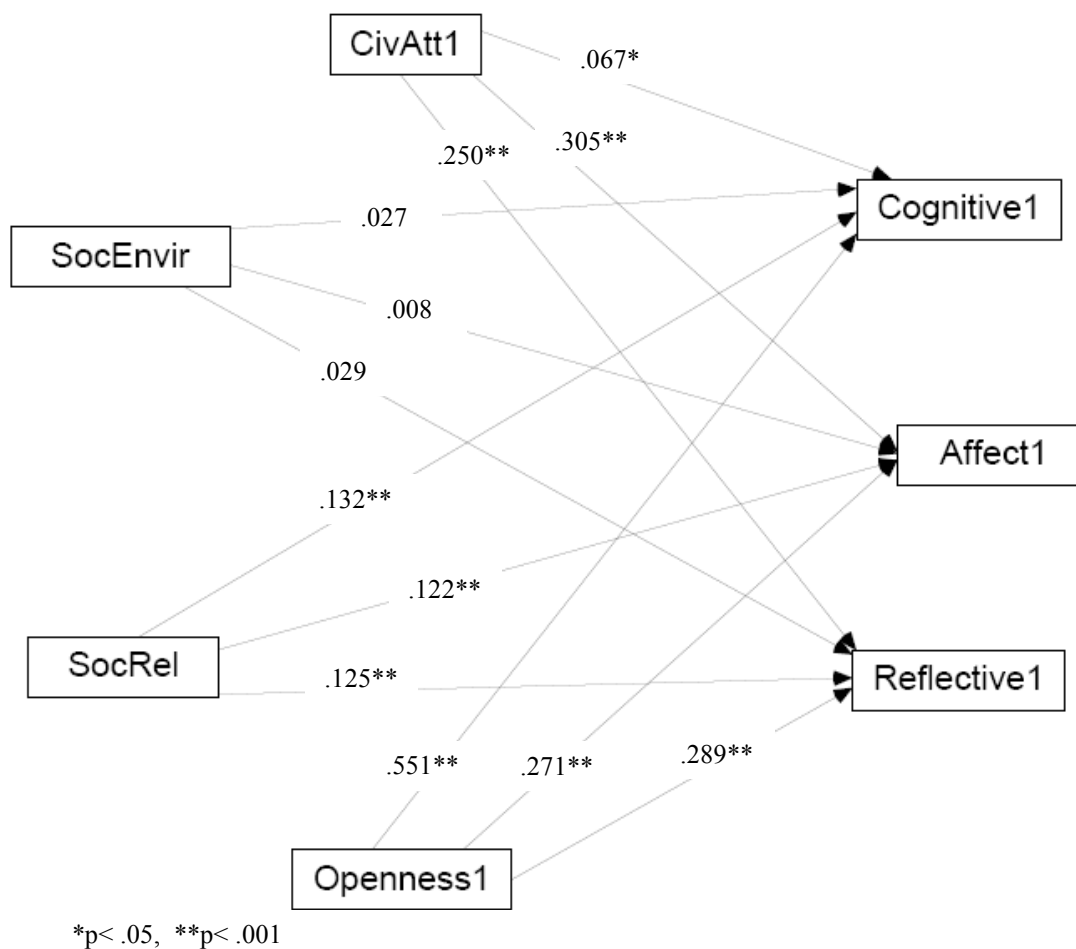 CivAtt1
.067*
.250**
.305**
Cognitive1
.027
SocEnvir
.008
.029
Affect1
.132**
.122**
SocRel
.125**
Reflective1
.551**
.271**
.289**
Openness1
*p< .05, **p< .001